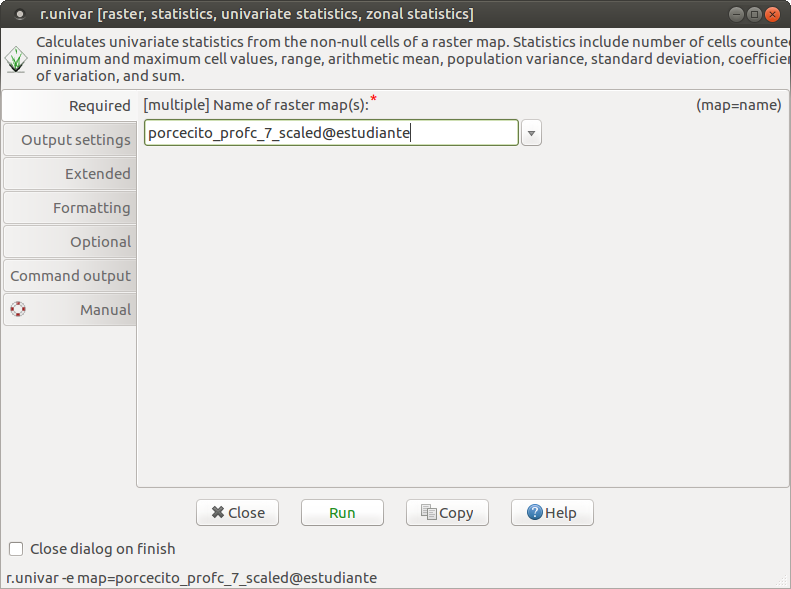 r.univar [raster, statistics, univariate statistics, zonal statistics]
Calculates univariate statistics from the non-null cells of a raster map. Statistics include number of cells counte
minimum and maximum cell values, range, arithmetic mean, population variance, standard deviation, coefficien
of variation, and sum.
Required
[multiple] Name of raster map(s):*
(map=name)
porcecito_profc_7_scaled@estudiante
Output settings
Extended
Formatting
Optional
Command output
Manual
Close
Run
Copy
Help
Close dialog on finish
r.univar -e map=porcecito_profc_7_scaled@estudiante